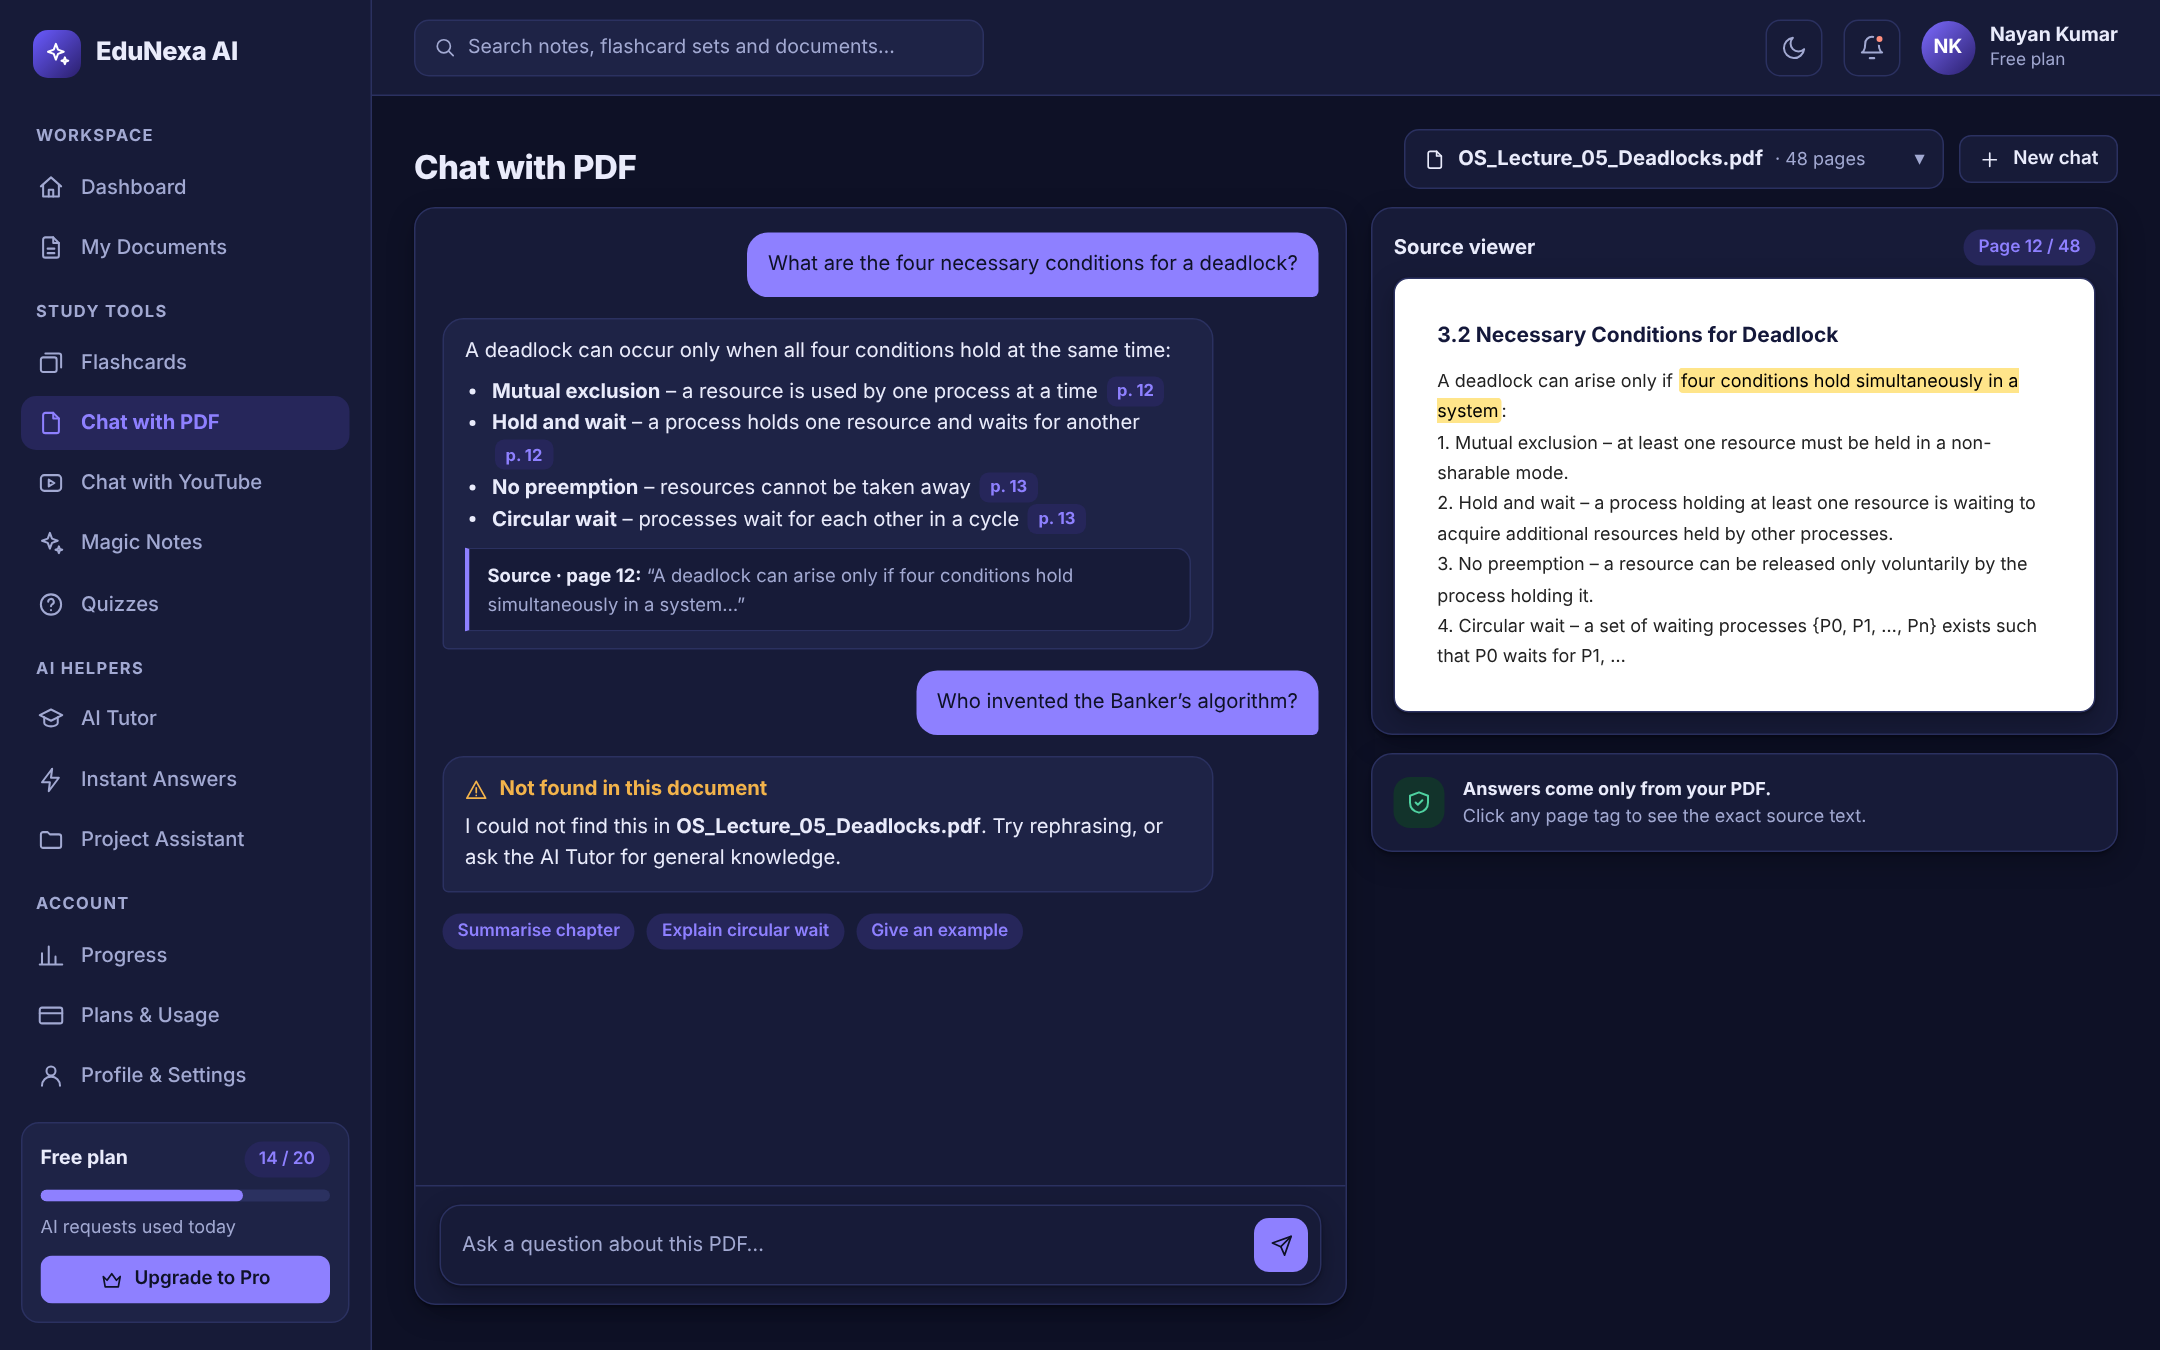 EduNexa AI
WORKSPACE
Dashboard
My Documents
STUDY TOOLS
Flashcards
Chat with PDF
Chat with YouTube
Magic Notes
Quizzes
AI HELPERS
AI Tutor
Instant Answers
Project Assistant
ACCOUNT
Progress
Plans & Usage
Profile & Settings
Free plan
14 / 20
AI requests used today
Upgrade to Pro
Search notes, flashcard sets and documents...
NK
Nayan Kumar
Free plan
Chat with PDF
OS_Lecture_05_Deadlocks.pdf · 48 pages ▼
New chat
What are the four necessary conditions for a deadlock?
A deadlock can occur only when all four conditions hold at the same time:
• Mutual exclusion – a resource is used by one process at a time p. 12
• Hold and wait – a process holds one resource and waits for another
p. 12
• No preemption – resources cannot be taken away p. 13
• Circular wait – processes wait for each other in a cycle p. 13
Source · page 12: “A deadlock can arise only if four conditions hold
simultaneously in a system...”
Who invented the Banker’s algorithm?
Not found in this document
I could not find this in OS_Lecture_05_Deadlocks.pdf. Try rephrasing, or
ask the AI Tutor for general knowledge.
Summarise chapter
Explain circular wait
Give an example
Ask a question about this PDF...
Source viewer
Page 12 / 48
3.2 Necessary Conditions for Deadlock
A deadlock can arise only if four conditions hold simultaneously in a
system:
1. Mutual exclusion – at least one resource must be held in a non-
sharable mode.
2. Hold and wait – a process holding at least one resource is waiting to
acquire additional resources held by other processes.
3. No preemption – a resource can be released only voluntarily by the
process holding it.
4. Circular wait – a set of waiting processes {P0, P1, ..., Pn} exists such
that P0 waits for P1, ...
Answers come only from your PDF.
Click any page tag to see the exact source text.